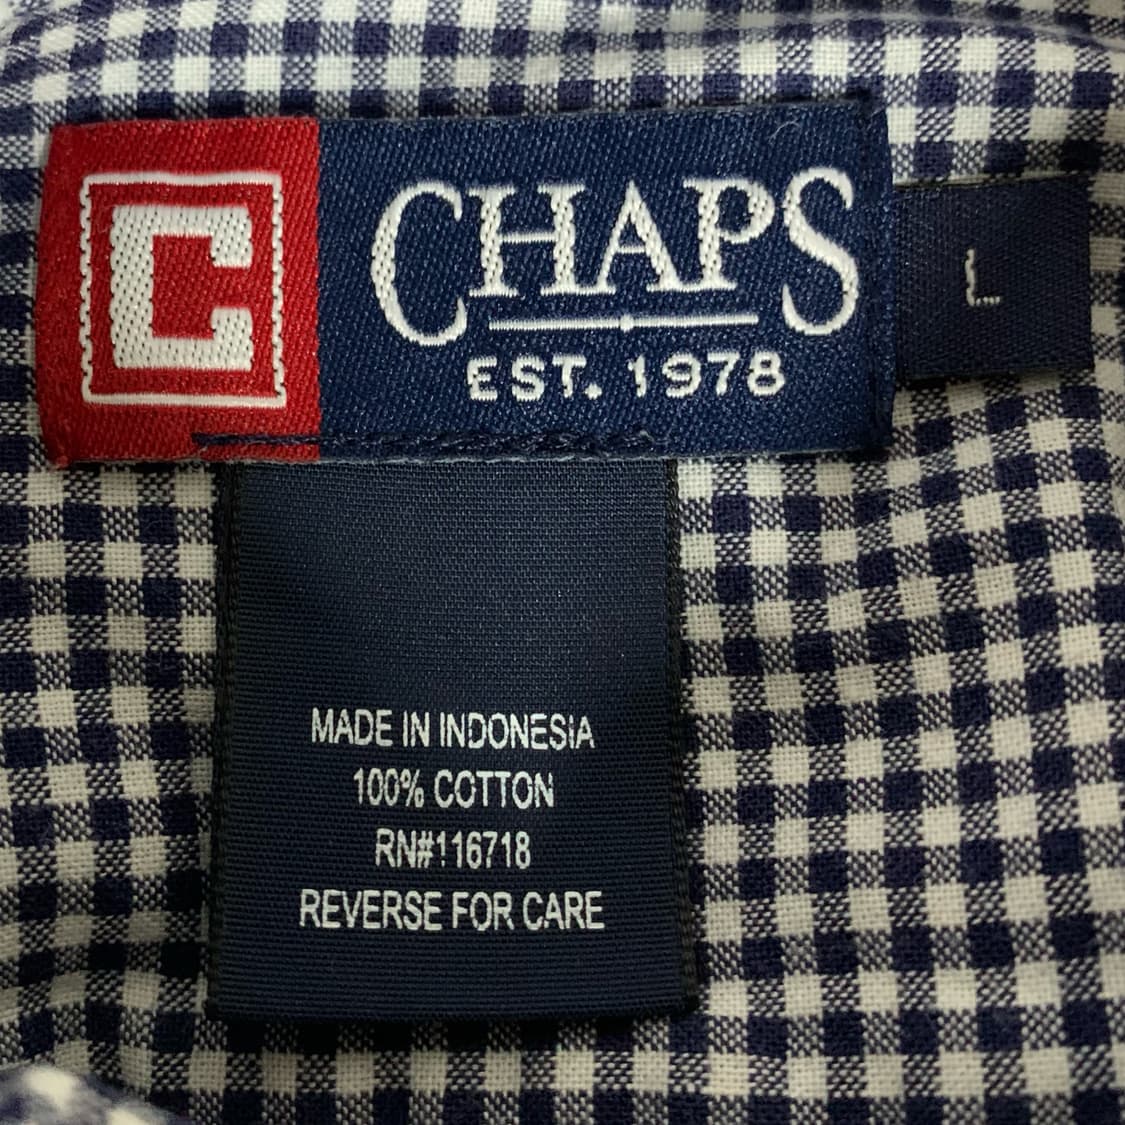 C
CHAPS
EST. 1978
L
MADE IN INDONESIA
100% COTTON
RN#116718
REVERSE FOR CARE